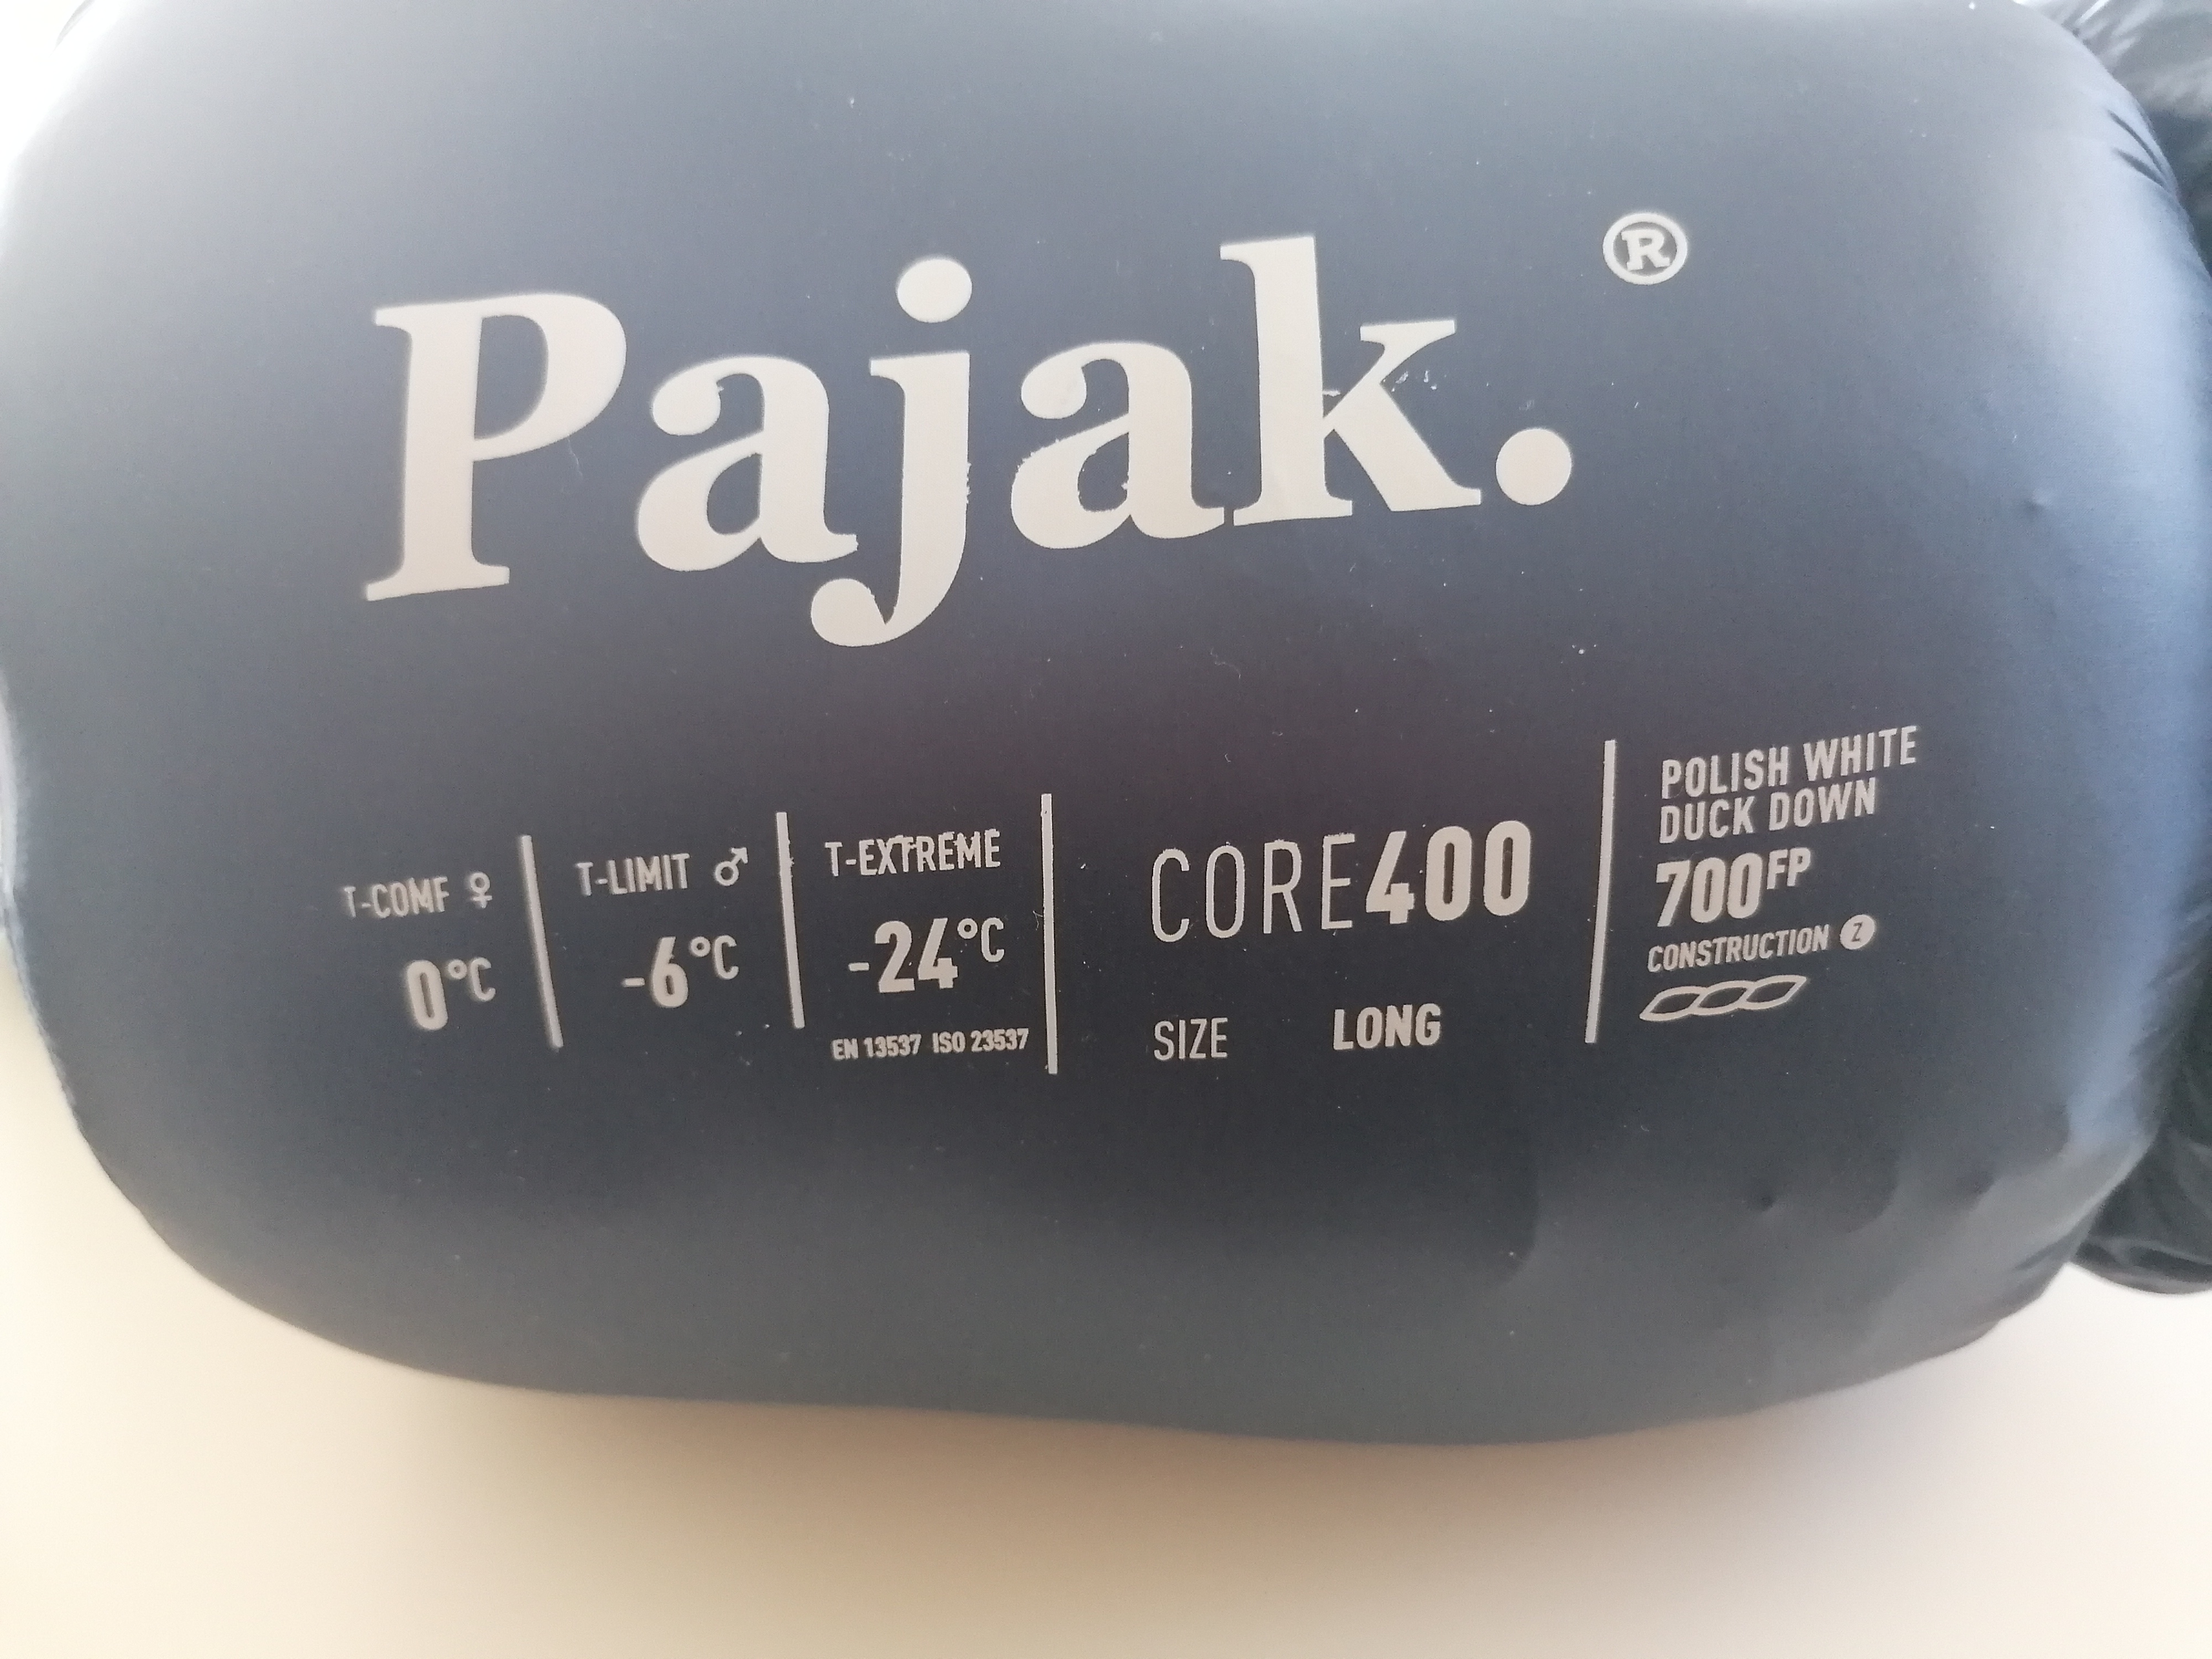 Pajak.®
T-COMF ♀
0°C
T-LIMIT ♂
-6°C
T-EXTREME
-24°C
EN 13537 ISO 23537
CORE400
SIZE LONG
POLISH WHITE
DUCK DOWN
700FP
CONSTRUCTION Z